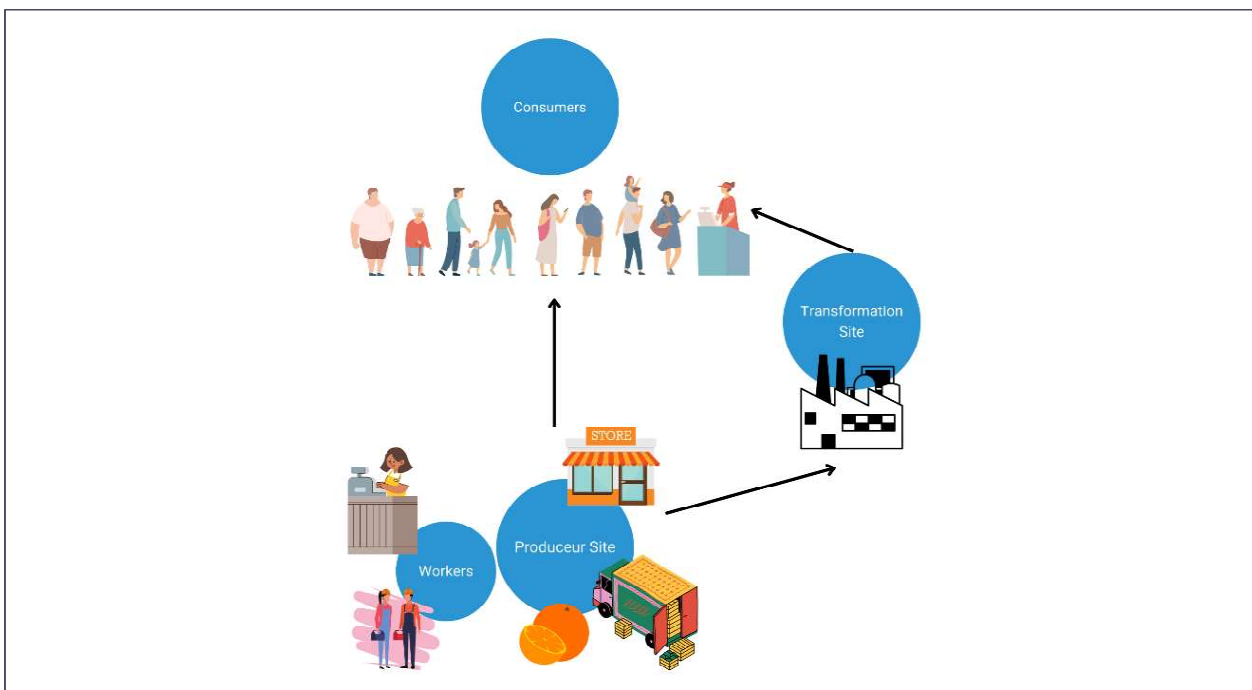 Consumers
Transformation
Site
STORE
Produceur Site
Workers